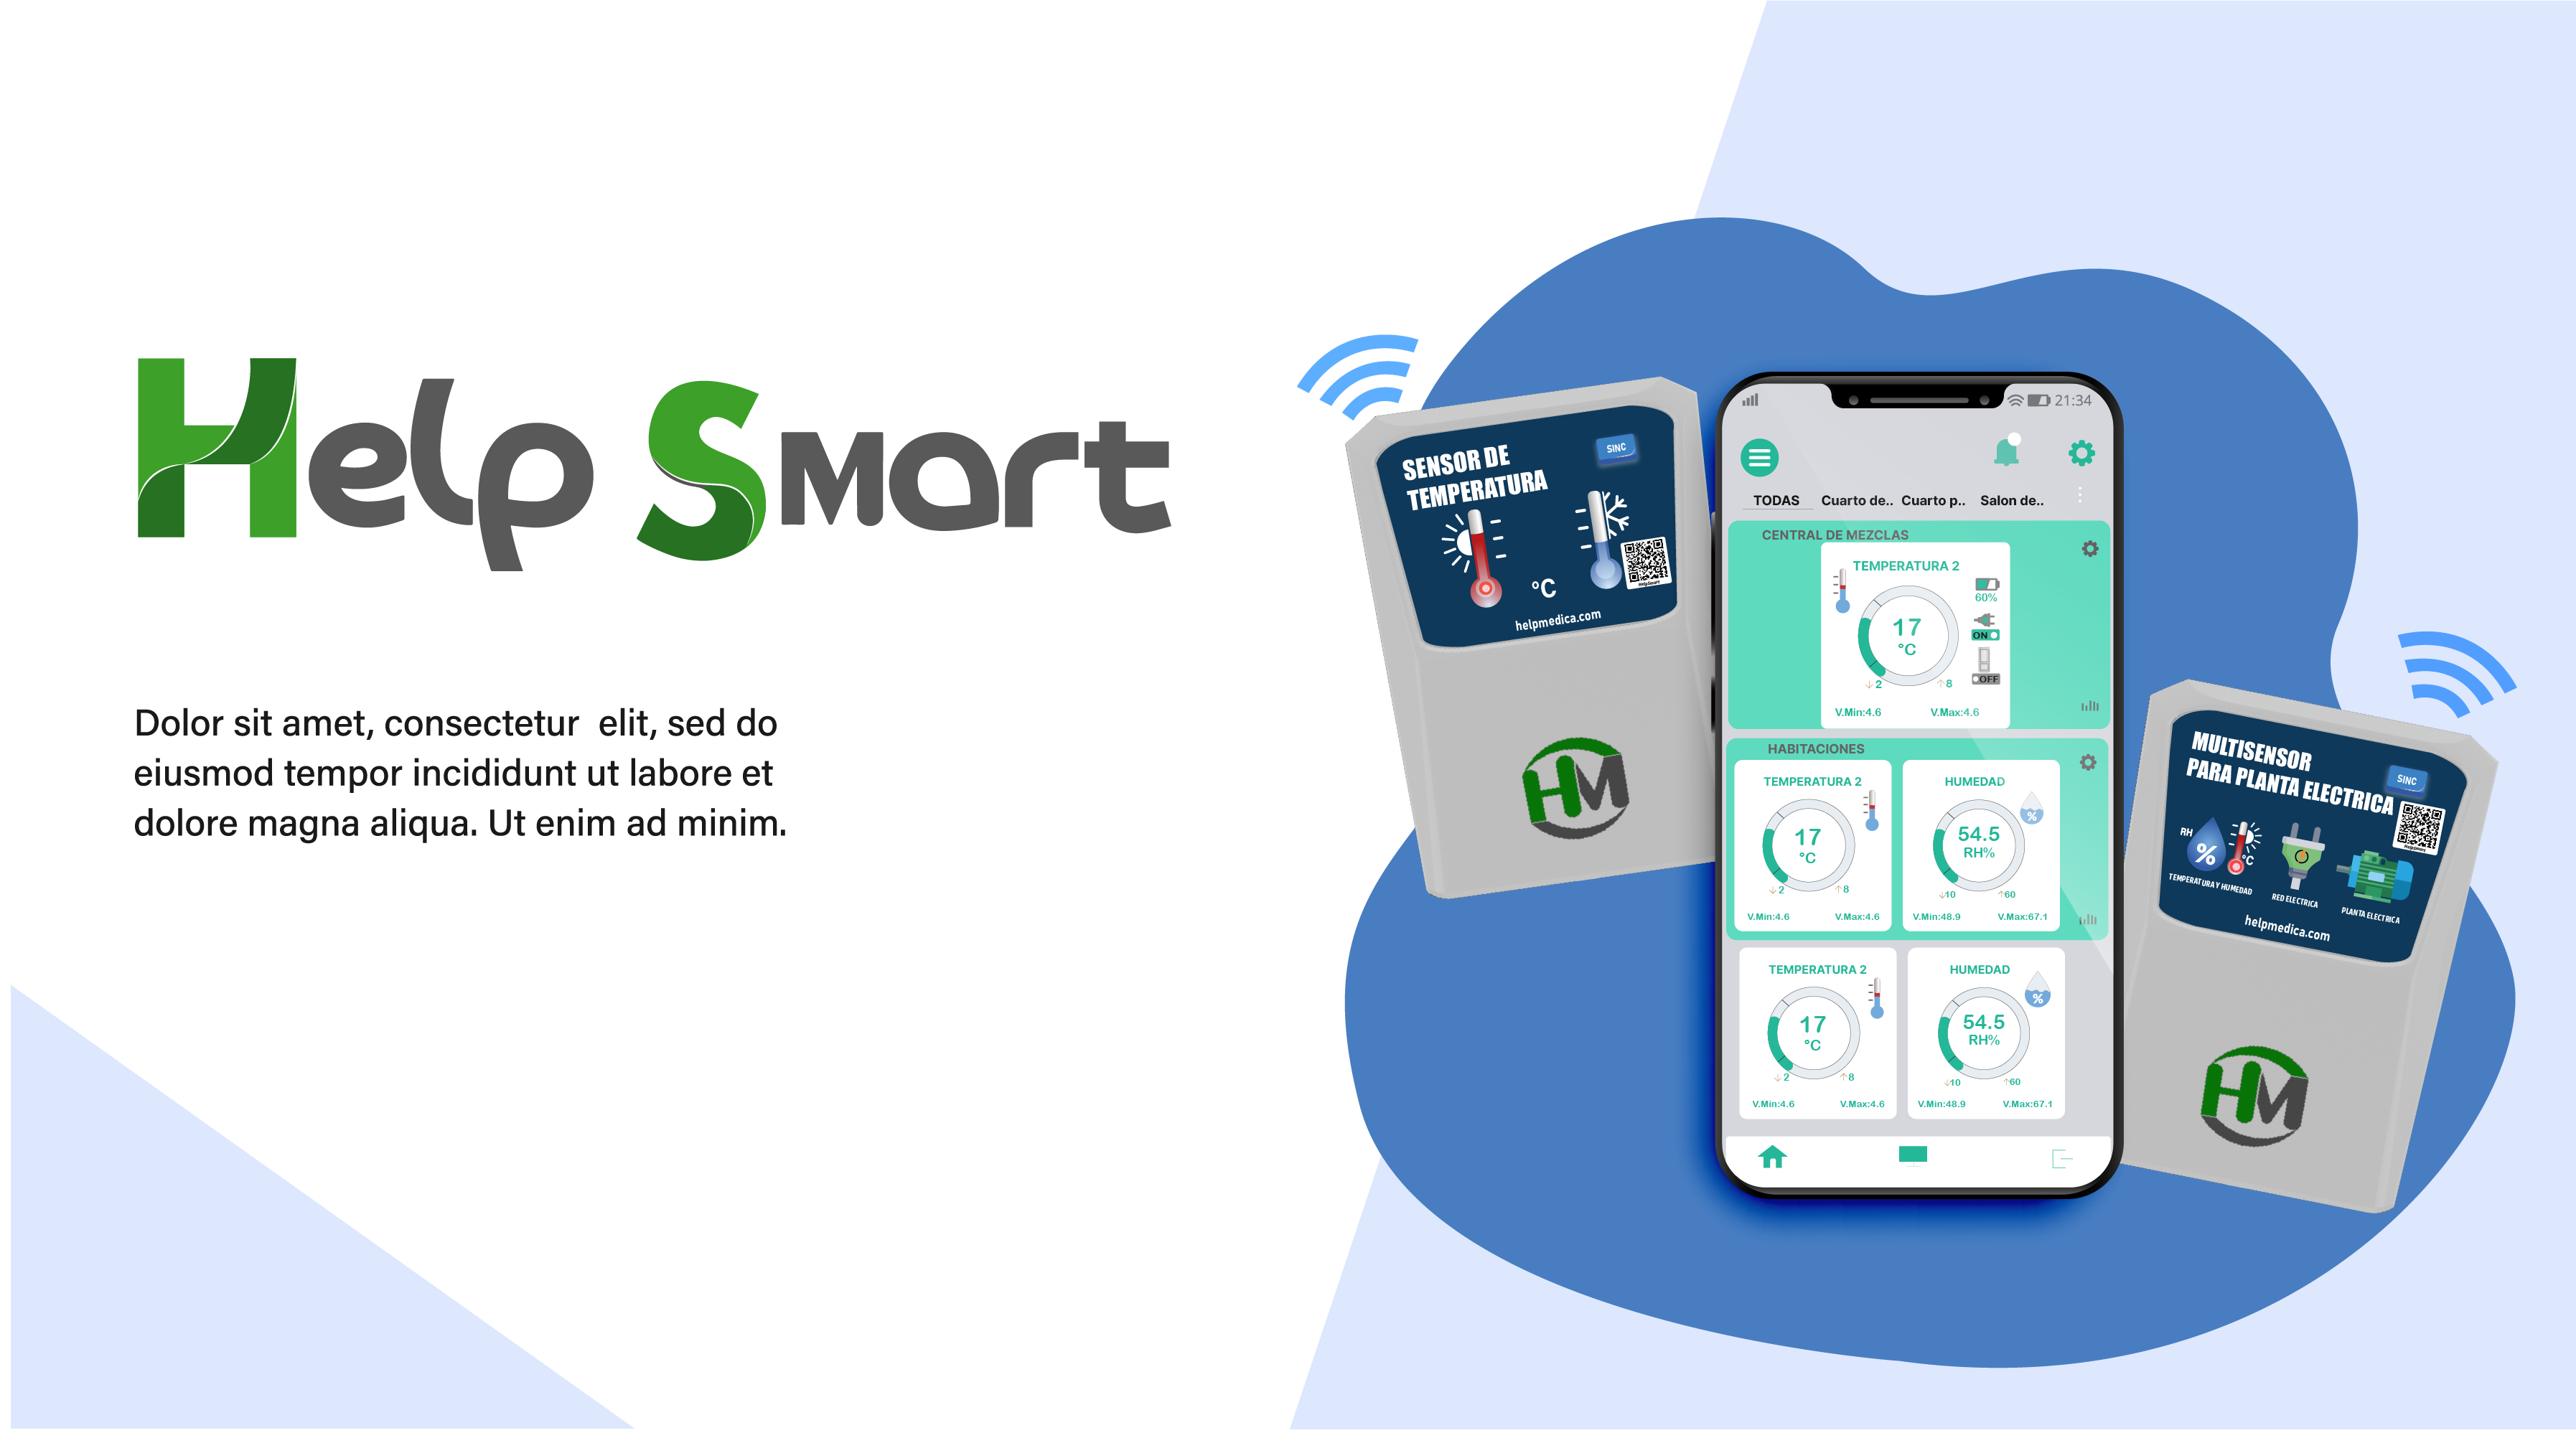 Help Smart
Dolor sit amet, consectetur  elit, sed do
eiusmod tempor incididunt ut labore et
dolore magna aliqua. Ut enim ad minim.
SENSOR DE
TEMPERATURA
SINC
°C
HelpSmart
helpmedica.com
HM
21:34
TODAS Cuarto de.. Cuarto p.. Salon de..
CENTRAL DE MEZCLAS
TEMPERATURA 2
60%
17
°C
ON
OFF
↓2 ↑8
V.Min:4.6 V.Max:4.6
HABITACIONES
TEMPERATURA 2
17
°C
↓2 ↑8
V.Min:4.6 V.Max:4.6
HUMEDAD
%
54.5
RH%
↓10 ↑60
V.Min:48.9 V.Max:67.1
TEMPERATURA 2
17
°C
↓2 ↑8
V.Min:4.6 V.Max:4.6
HUMEDAD
%
54.5
RH%
↓10 ↑60
V.Min:48.9 V.Max:67.1
MULTISENSOR
PARA PLANTA ELECTRICA
SINC
HelpSmart
RH
%
°C
TEMPERATURA Y HUMEDAD
RED ELECTRICA
PLANTA ELECTRICA
helpmedica.com
HM